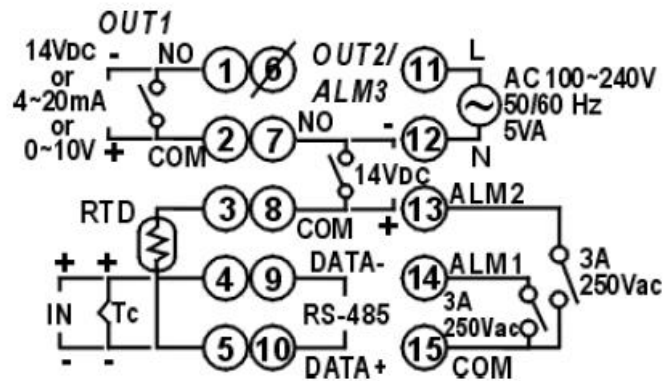 OUT1
14VDC - NO 1 6 OUT2/ 11 L
or
4~20mA
or
0~10V + COM 2 7 NO - 12 N
ALM3
AC 100~240V
50/60 Hz
5VA
14VDC
RTD 3 8 COM + 13 ALM2
+ + 4 9 DATA- 14 ALM1 3A
250Vac
IN Tc RS-485 3A
250Vac
- - 5 10 DATA+ 15 COM